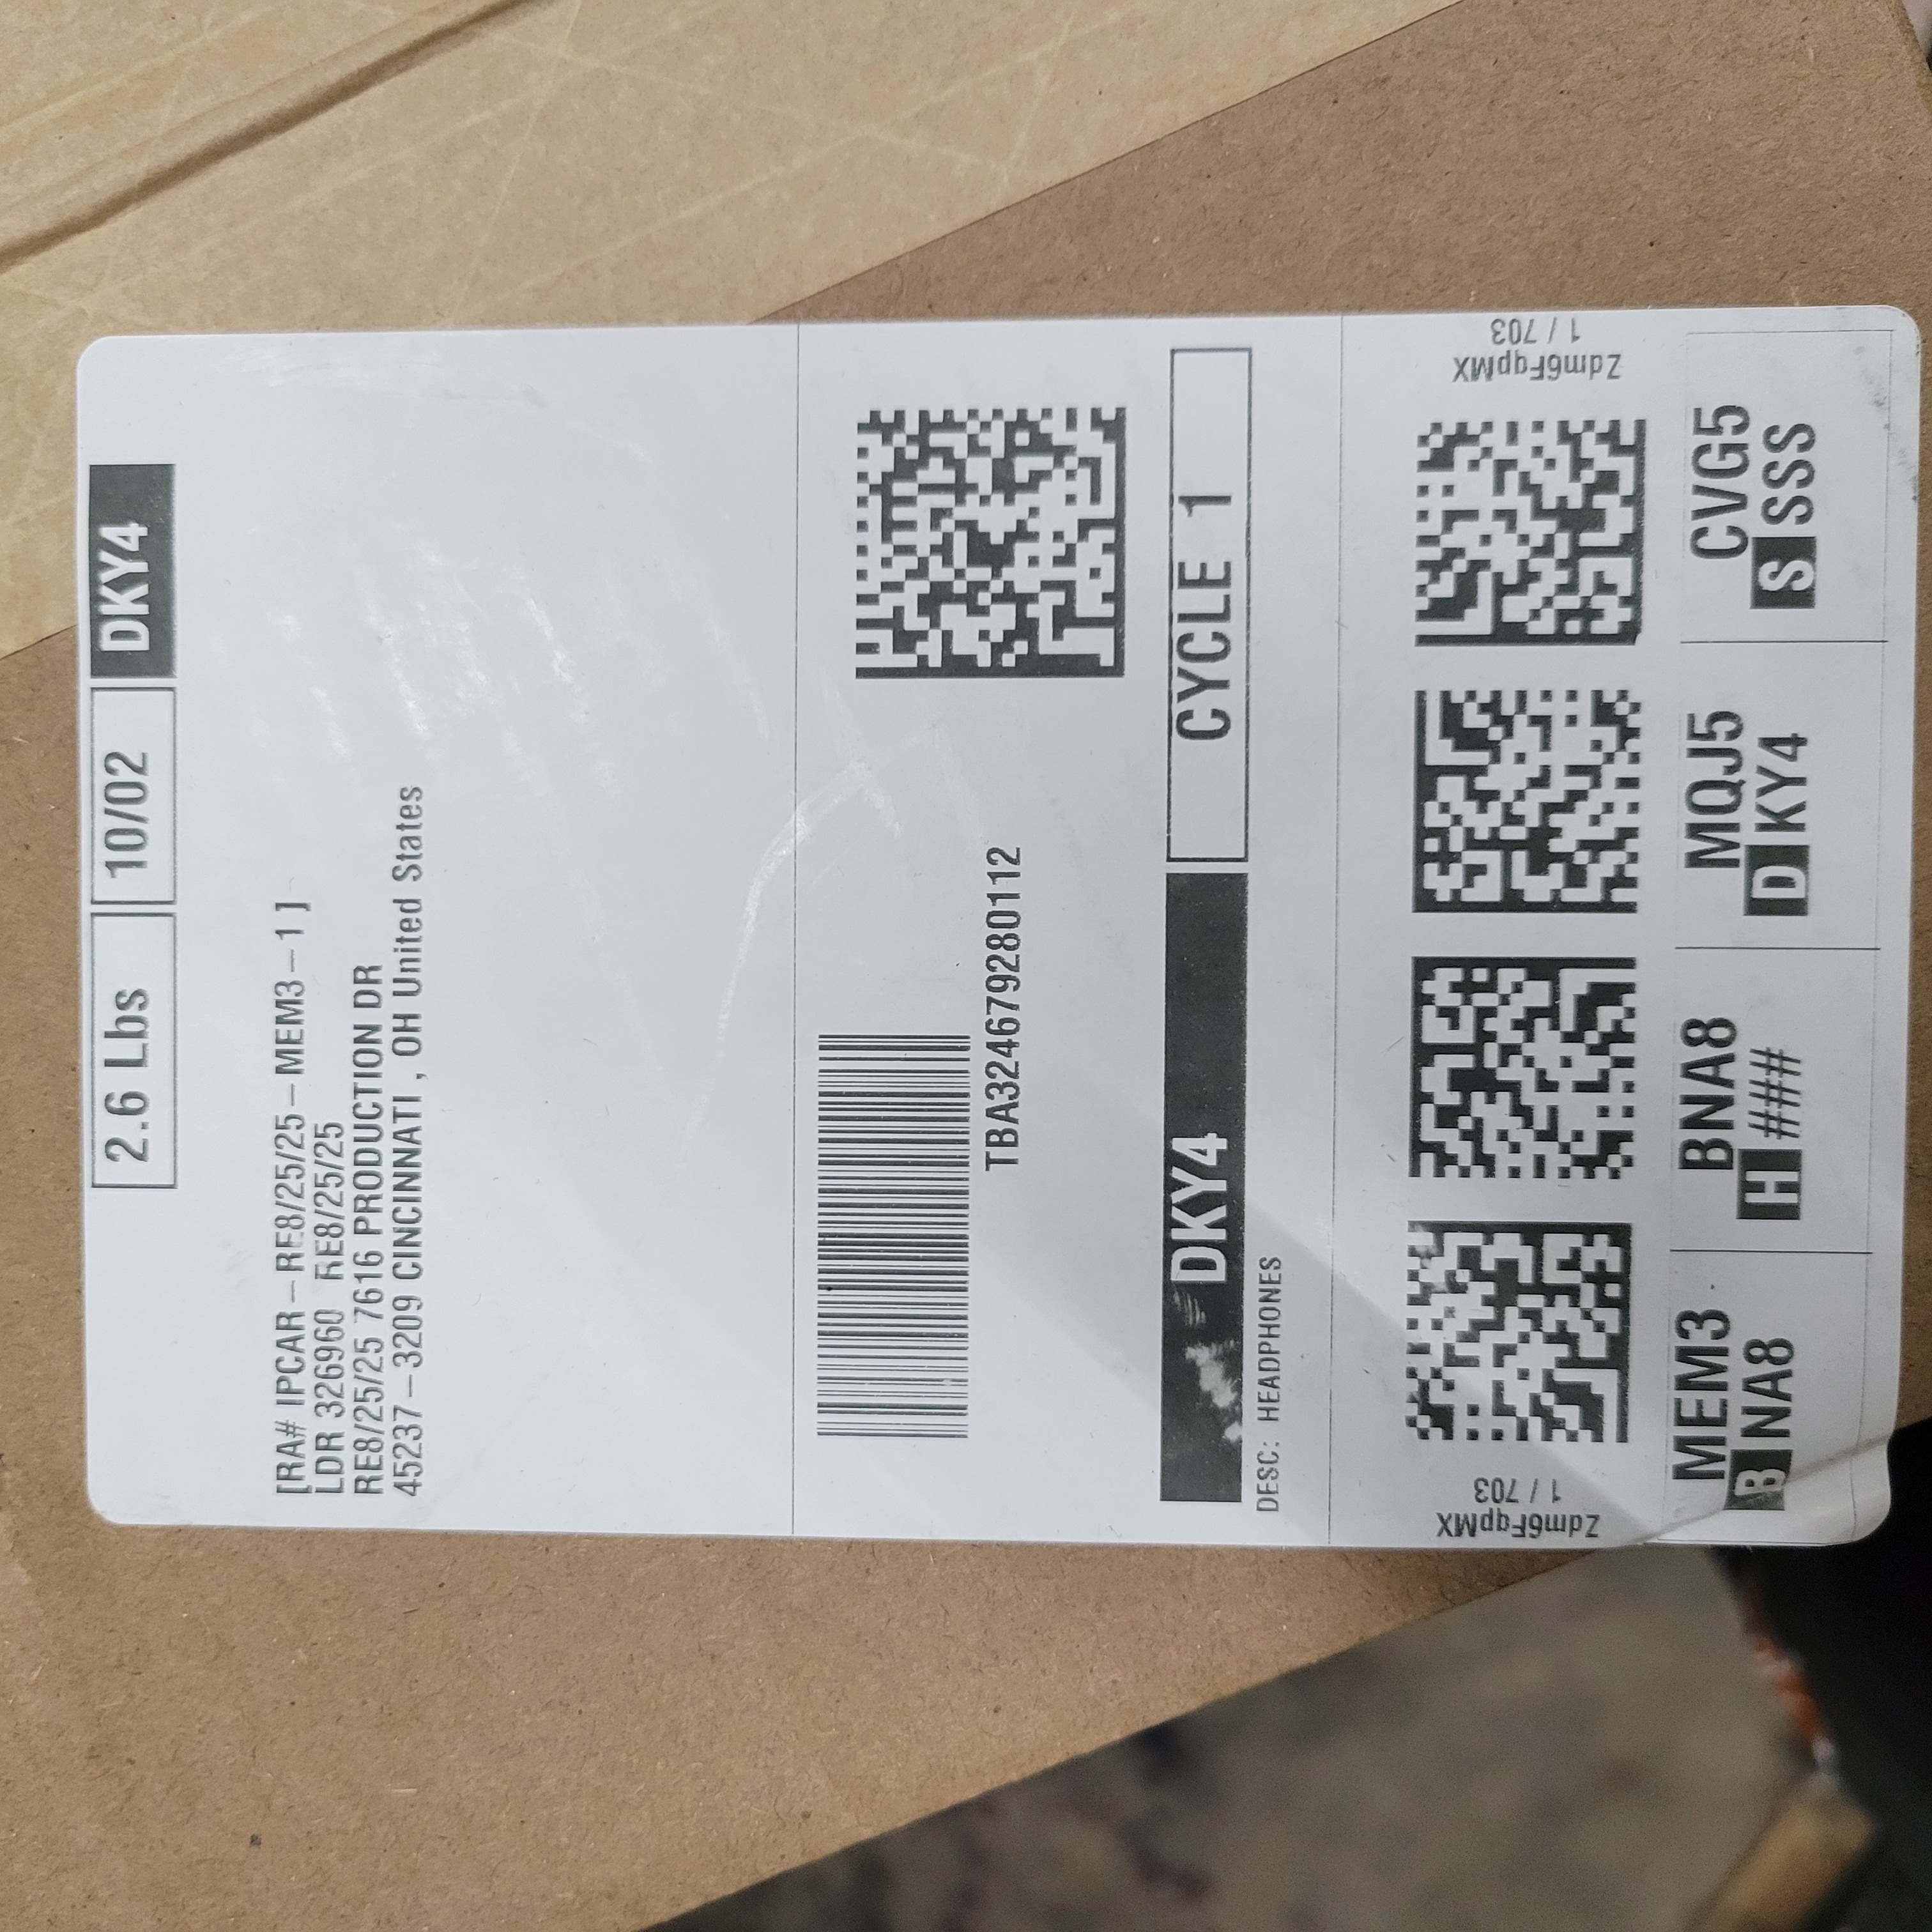 2.6 Lbs 10/02 DKY4
[RA# IPCAR-RE8/25/25-MEM3-1]
LDR 326960 RE8/25/25
RE8/25/25 7616 PRODUCTION DR
45237-3209 CINCINNATI , OH United States
TBA324679280112
DKY4 CYCLE 1
DESC: HEADPHONES
Zdm6FqpMX
1 / 703
Zdm6FqpMX
1 / 703
MEM3
B NA8
BNA8
H ###
MQJ5
D KY4
CVG5
S SSS